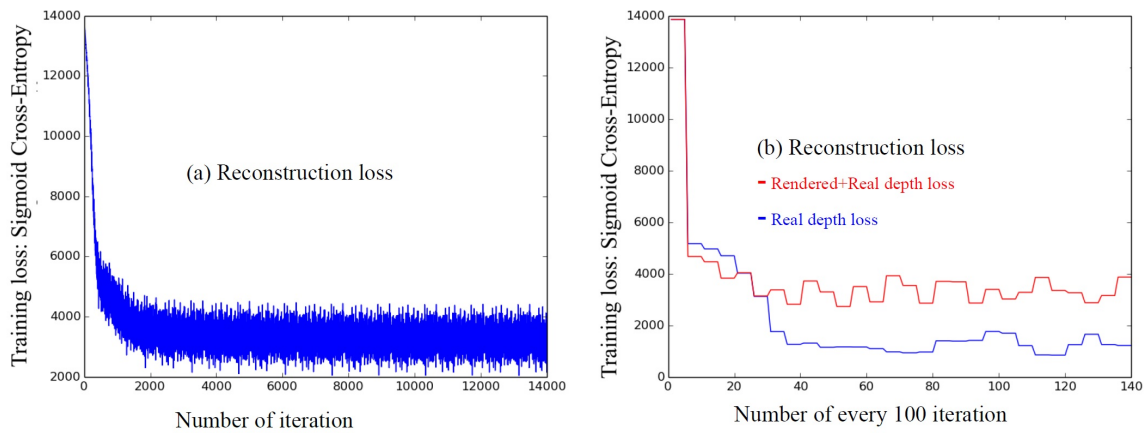 Training loss: Sigmoid Cross-Entropy
14000
12000
10000
8000
6000
4000
2000
(a) Reconstruction loss
0 2000 4000 6000 8000 10000 12000 14000
Number of iteration
Training loss: Sigmoid Cross-Entropy
14000
12000
10000
8000
6000
4000
2000
0
(b) Reconstruction loss
Rendered+Real depth loss
Real depth loss
0 20 40 60 80 100 120 140
Number of every 100 iteration